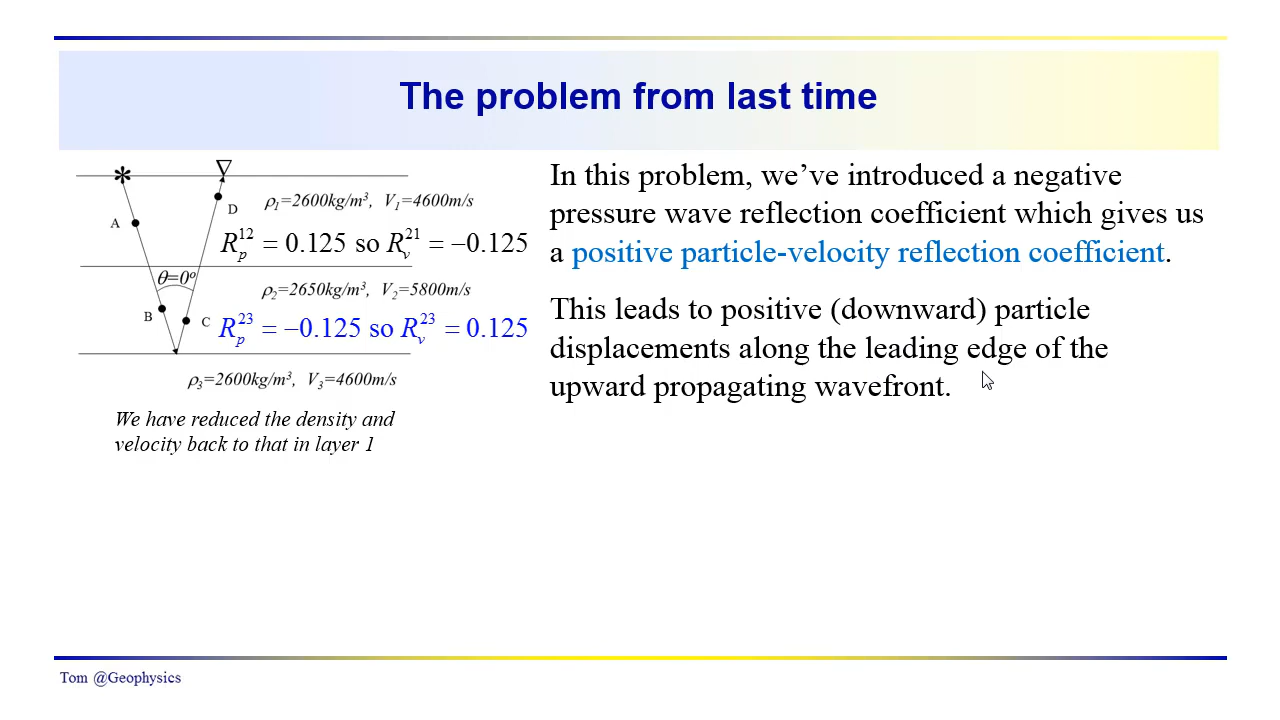 The problem from last time
* ∇
A
D
ρ1=2600kg/m³, V1=4600m/s
R_p^12 = 0.125 so R_v^21 = −0.125
θ=0º
ρ2=2650kg/m³, V2=5800m/s
B
C
R_p^23 = −0.125 so R_v^23 = 0.125
ρ3=2600kg/m³, V3=4600m/s
We have reduced the density and
velocity back to that in layer 1
In this problem, we’ve introduced a negative
pressure wave reflection coefficient which gives us
a positive particle-velocity reflection coefficient.
This leads to positive (downward) particle
displacements along the leading edge of the
upward propagating wavefront.
Tom @Geophysics